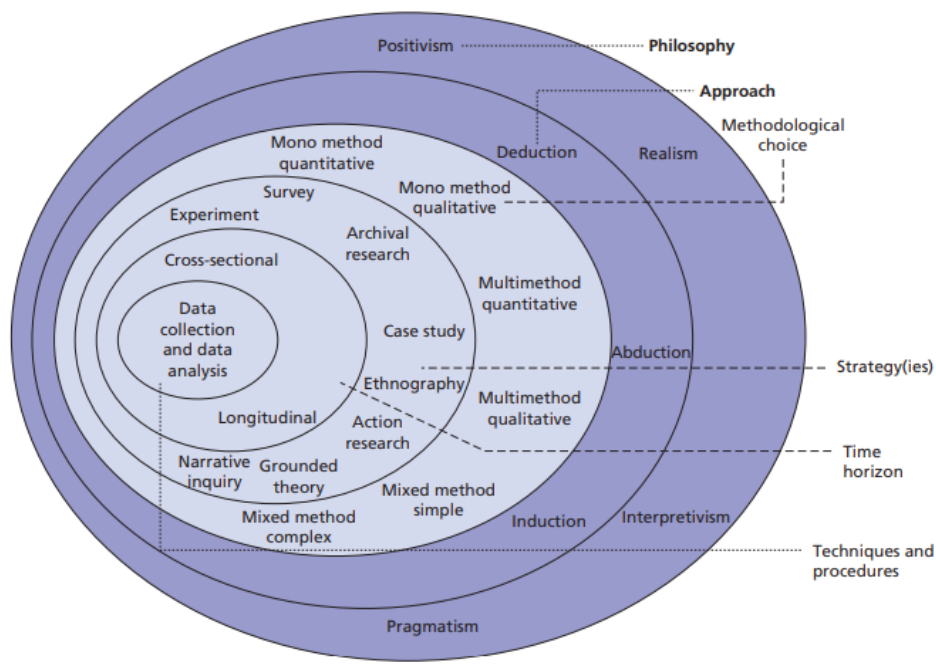 Positivism
Philosophy
Approach
Methodological
choice
Mono method
quantitative
Deduction
Realism
Survey
Mono method
qualitative
Experiment
Archival
research
Cross-sectional
Multimethod
quantitative
Data
collection
and data
analysis
Case study
Abduction
Strategy(ies)
Ethnography
Multimethod
qualitative
Longitudinal
Action
research
Time
horizon
Narrative
inquiry
Grounded
theory
Mixed method
simple
Mixed method
complex
Induction
Interpretivism
Techniques and
procedures
Pragmatism